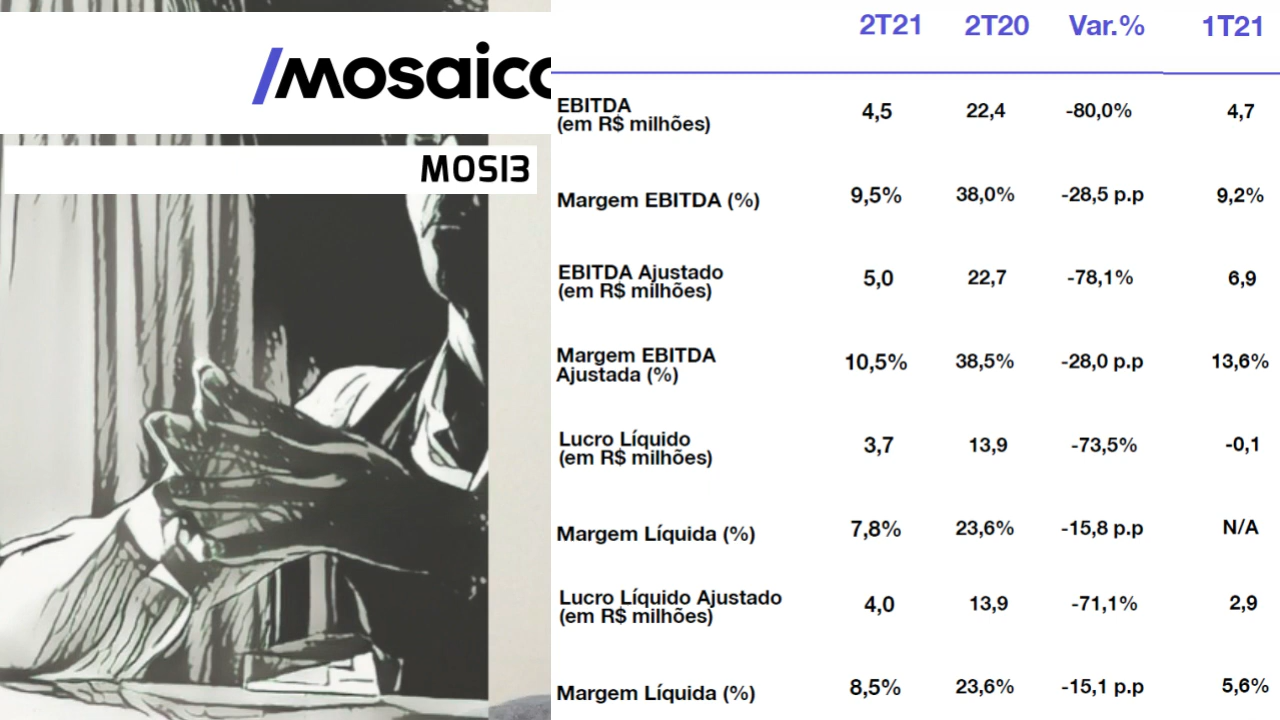 /mosaico
MOSI3
2T21 2T20 Var.% 1T21
EBITDA
(em R$ milhões) 4,5 22,4 -80,0% 4,7
Margem EBITDA (%) 9,5% 38,0% -28,5 p.p 9,2%
EBITDA Ajustado
(em R$ milhões) 5,0 22,7 -78,1% 6,9
Margem EBITDA
Ajustada (%) 10,5% 38,5% -28,0 p.p 13,6%
Lucro Líquido
(em R$ milhões) 3,7 13,9 -73,5% -0,1
Margem Líquida (%) 7,8% 23,6% -15,8 p.p N/A
Lucro Líquido Ajustado
(em R$ milhões) 4,0 13,9 -71,1% 2,9
Margem Líquida (%) 8,5% 23,6% -15,1 p.p 5,6%